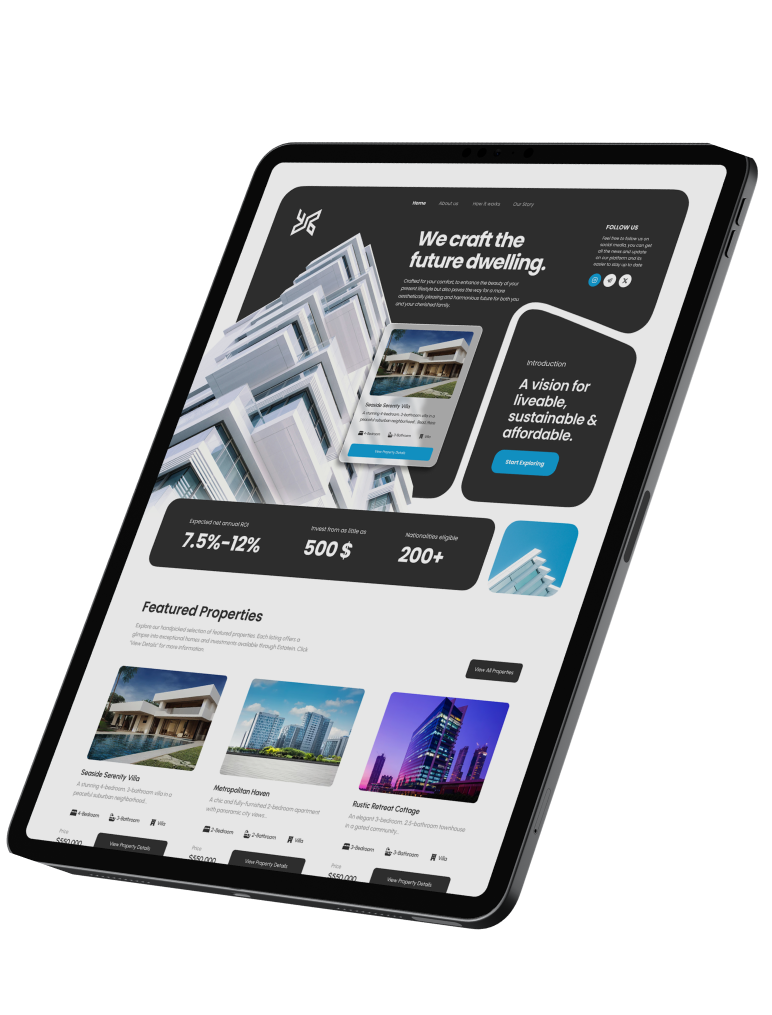 Home About us How it works Our Story
We craft the
future dwelling.
Crafted for your comfort, to enhance the beauty of your
present lifestyle but also paves the way for a more
aesthetically pleasing and harmonious future for both you
and your cherished family.
FOLLOW US
Feel free to follow us on
social media, you can get
all the news and update
on our platform and its
easier to stay up to date
Seaside Serenity Villa
A stunning 4-bedroom, 3-bathroom villa in a
peaceful suburban neighborhood... Read More
4-Bedroom 3-Bathroom Villa
View Property Details
Introduction
A vision for
liveable,
sustainable &
affordable.
Start Exploring
Expected net annual ROI
7.5%-12%
Invest from as little as
500 $
Nationalities eligible
200+
Featured Properties
Explore our handpicked selection of featured properties. Each listing offers a
glimpse into exceptional homes and investments available through Estatein. Click
"View Details" for more information.
View All Properties
Seaside Serenity Villa
A stunning 4-bedroom, 3-bathroom villa in a
peaceful suburban neighborhood...
4-Bedroom 3-Bathroom Villa
Price
$550,000
View Property Details
Metropolitan Haven
A chic and fully-furnished 2-bedroom apartment
with panoramic city views...
2-Bedroom 2-Bathroom Villa
Price
$550,000
View Property Details
Rustic Retreat Cottage
An elegant 3-bedroom, 2.5-bathroom townhouse
in a gated community...
3-Bedroom 3-Bathroom Villa
Price
$550,000
View Property Details